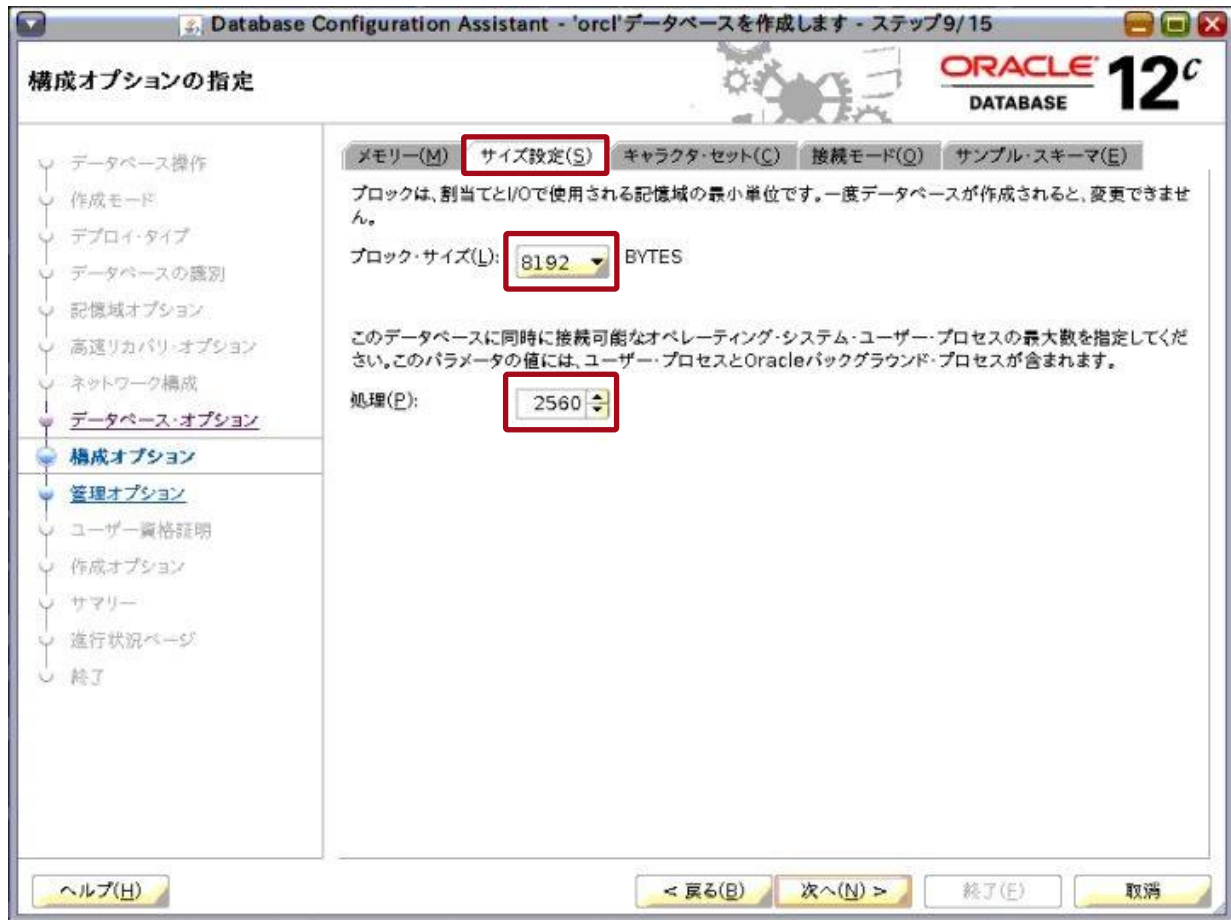 Database Configuration Assistant - 'orcl'データベースを作成します - ステップ9/15
構成オプションの指定
ORACLE
DATABASE
12c
データベース操作
作成モード
デプロイ・タイプ
データベースの識別
記憶域オプション
高速リカバリ・オプション
ネットワーク構成
データベース・オプション
構成オプション
管理オプション
ユーザー資格証明
作成オプション
サマリー
進行状況ページ
終了
メモリー(M) サイズ設定(S) キャラクタ・セット(C) 接続モード(O) サンプル・スキーマ(E)
ブロックは、割当てとI/Oで使用される記憶域の最小単位です。一度データベースが作成されると、変更できませ
ん。
ブロック・サイズ(L): 8192 BYTES
このデータベースに同時に接続可能なオペレーティング・システム・ユーザー・プロセスの最大数を指定してくだ
さい。このパラメータの値には、ユーザー・プロセスとOracleバックグラウンド・プロセスが含まれます。
処理(P): 2560
ヘルプ(H) < 戻る(B) 次へ(N) > 終了(F) 取消